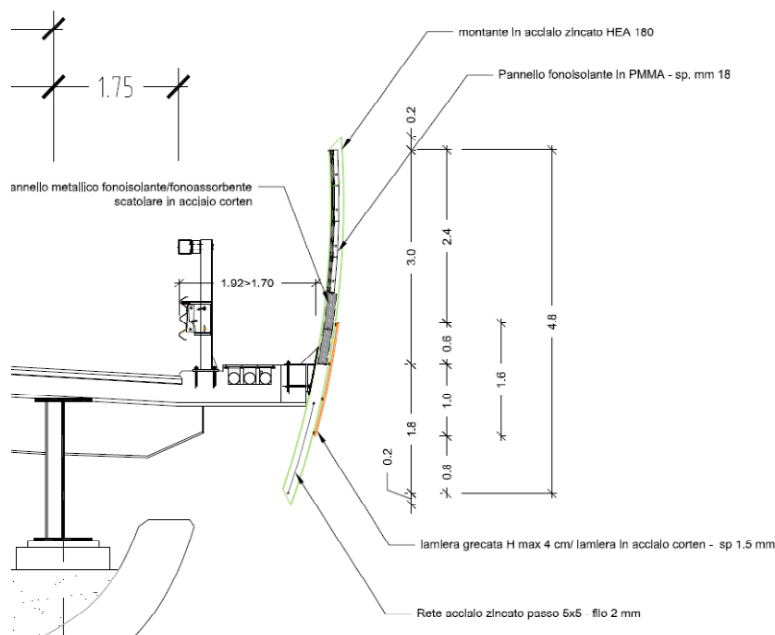 montante in acciaio zincato HEA 180
Pannello fonoisolante in PMMA - sp. mm 18
1.75
0.2
annello metallico fonoisolante/fonoassorbente
scatolare in acciaio corten
2.4
3.0
1.92>1.70
4.8
0.6
1.6
1.0
1.8
0.8
0.2
lamiera grecata H max 4 cm/ lamiera in acciaio corten - sp 1.5 mm
Rete acciaio zincato passo 5x5 - filo 2 mm